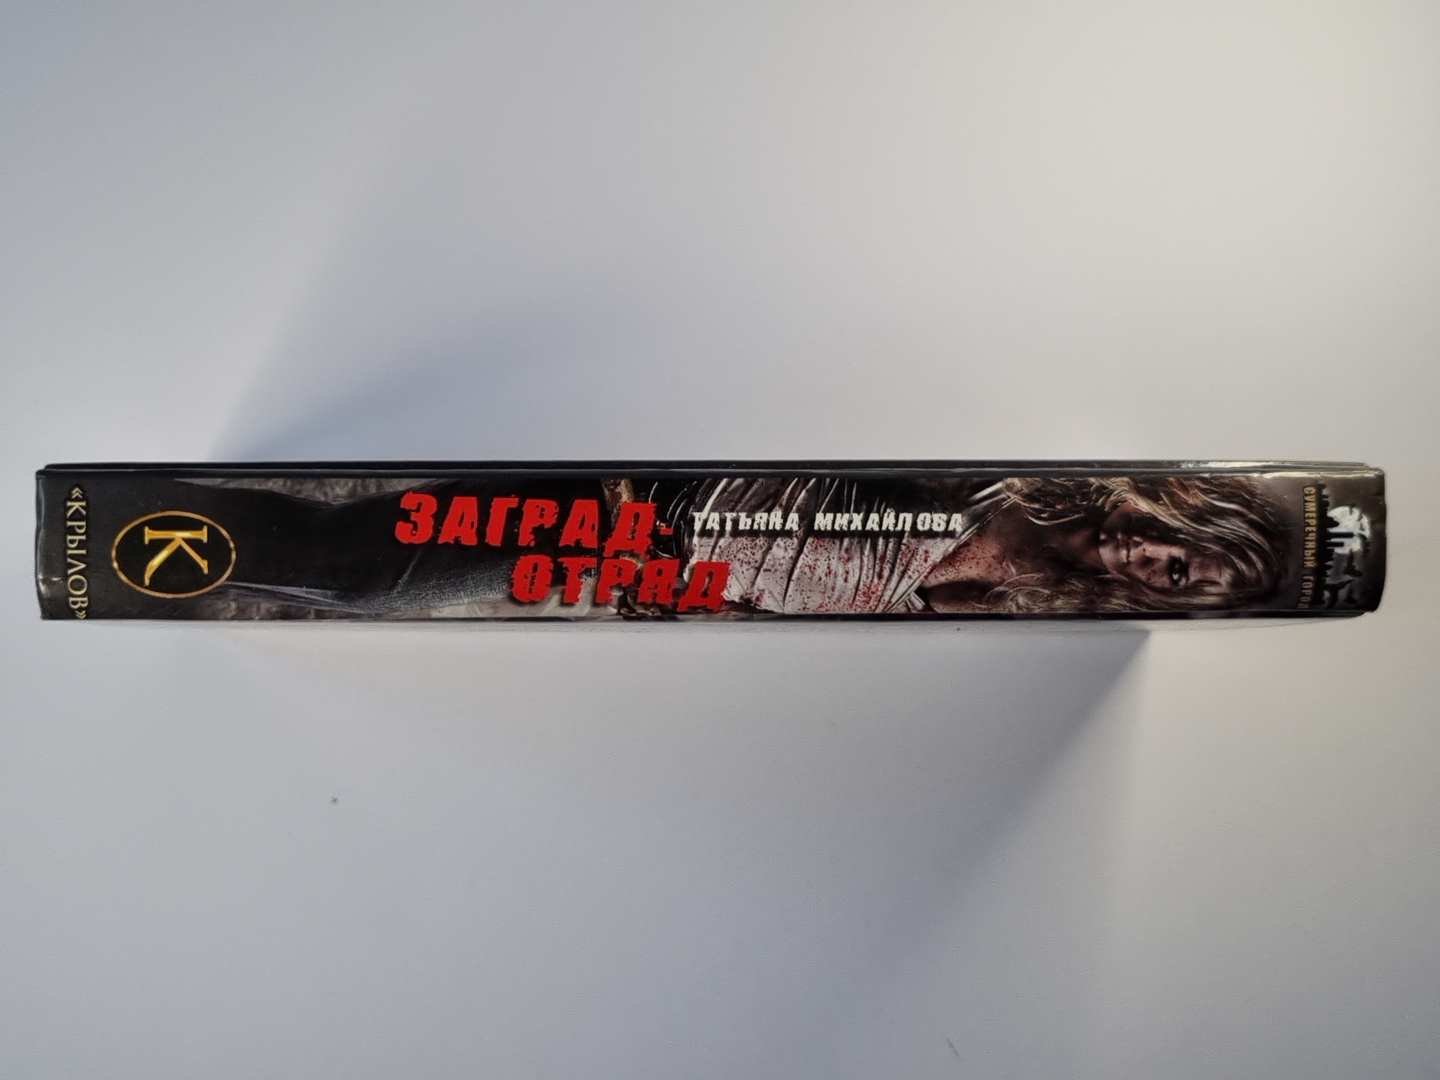 «КРЫЛОВ»
К
ЗАГРАД-
ОТРЯД
ТАТЬЯНА МИХАЙЛОВА
СУМЕРЕЧНЫЙ ГОРОД